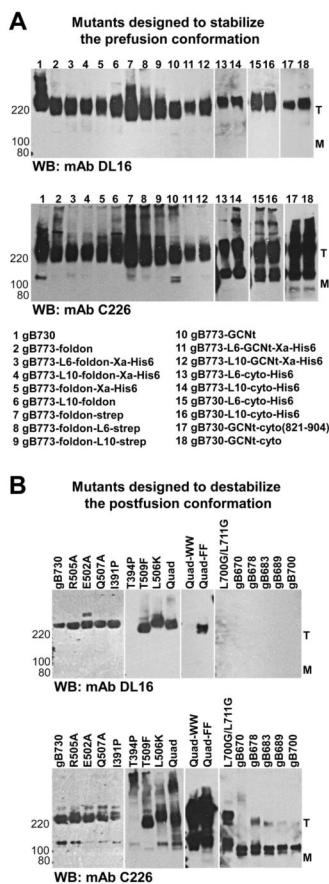 A
Mutants designed to stabilize
the prefusion conformation
1 2 3 4 5 6 7 8 9 10 11 12 13 14 15 16 17 18
220
100
80
T
M
WB: mAb DL16
1 2 3 4 5 6 7 8 9 10 11 12 13 14 15 16 17 18
220
100
80
T
M
WB: mAb C226
1 gB730
2 gB773-foldon
3 gB773-L6-foldon-Xa-His6
4 gB773-L10-foldon-Xa-His6
5 gB773-foldon-Xa-His6
6 gB773-L10-foldon
7 gB773-foldon-strep
8 gB773-foldon-L6-strep
9 gB773-foldon-L10-strep
10 gB773-GCNt
11 gB773-L6-GCNt-Xa-His6
12 gB773-L10-GCNt-Xa-His6
13 gB773-L6-cyto-His6
14 gB773-L10-cyto-His6
15 gB730-L6-cyto-His6
16 gB730-L10-cyto-His6
17 gB730-GCNt-cyto(821-904)
18 gB730-GCNt-cyto
B
Mutants designed to destabilize
the postfusion conformation
gB730 R505A E502A Q507A I391P T394P T509F L506K Quad Quad-WW Quad-FF L700G/L711G gB670 gB678 gB683 gB689 gB700
220
100
80
T
M
WB: mAb DL16
gB730 R505A E502A Q507A I391P T394P T509F L506K Quad Quad-WW Quad-FF L700G/L711G gB670 gB678 gB683 gB689 gB700
220
100
80
T
M
WB: mAb C226